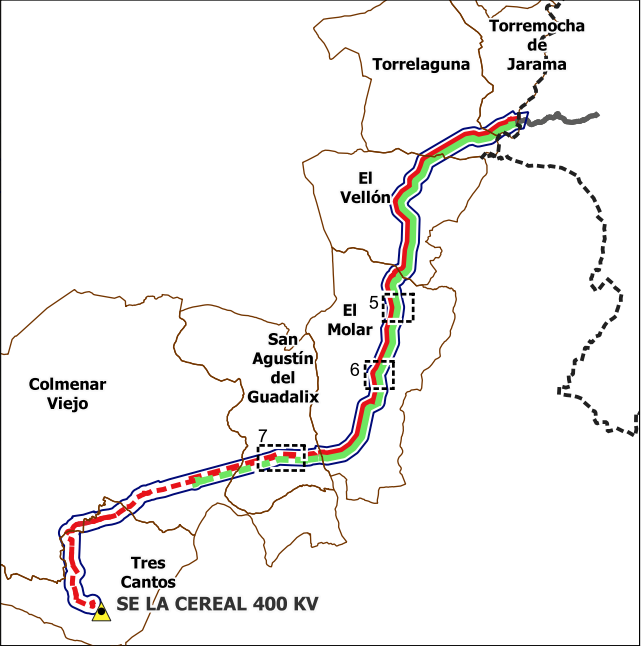 Torremocha
de
Jarama
Torrelaguna
El
Vellón
5
El
Molar
San
Agustín
del
Guadalix
6
Colmenar
Viejo
7
Tres
Cantos
SE LA CEREAL 400 KV